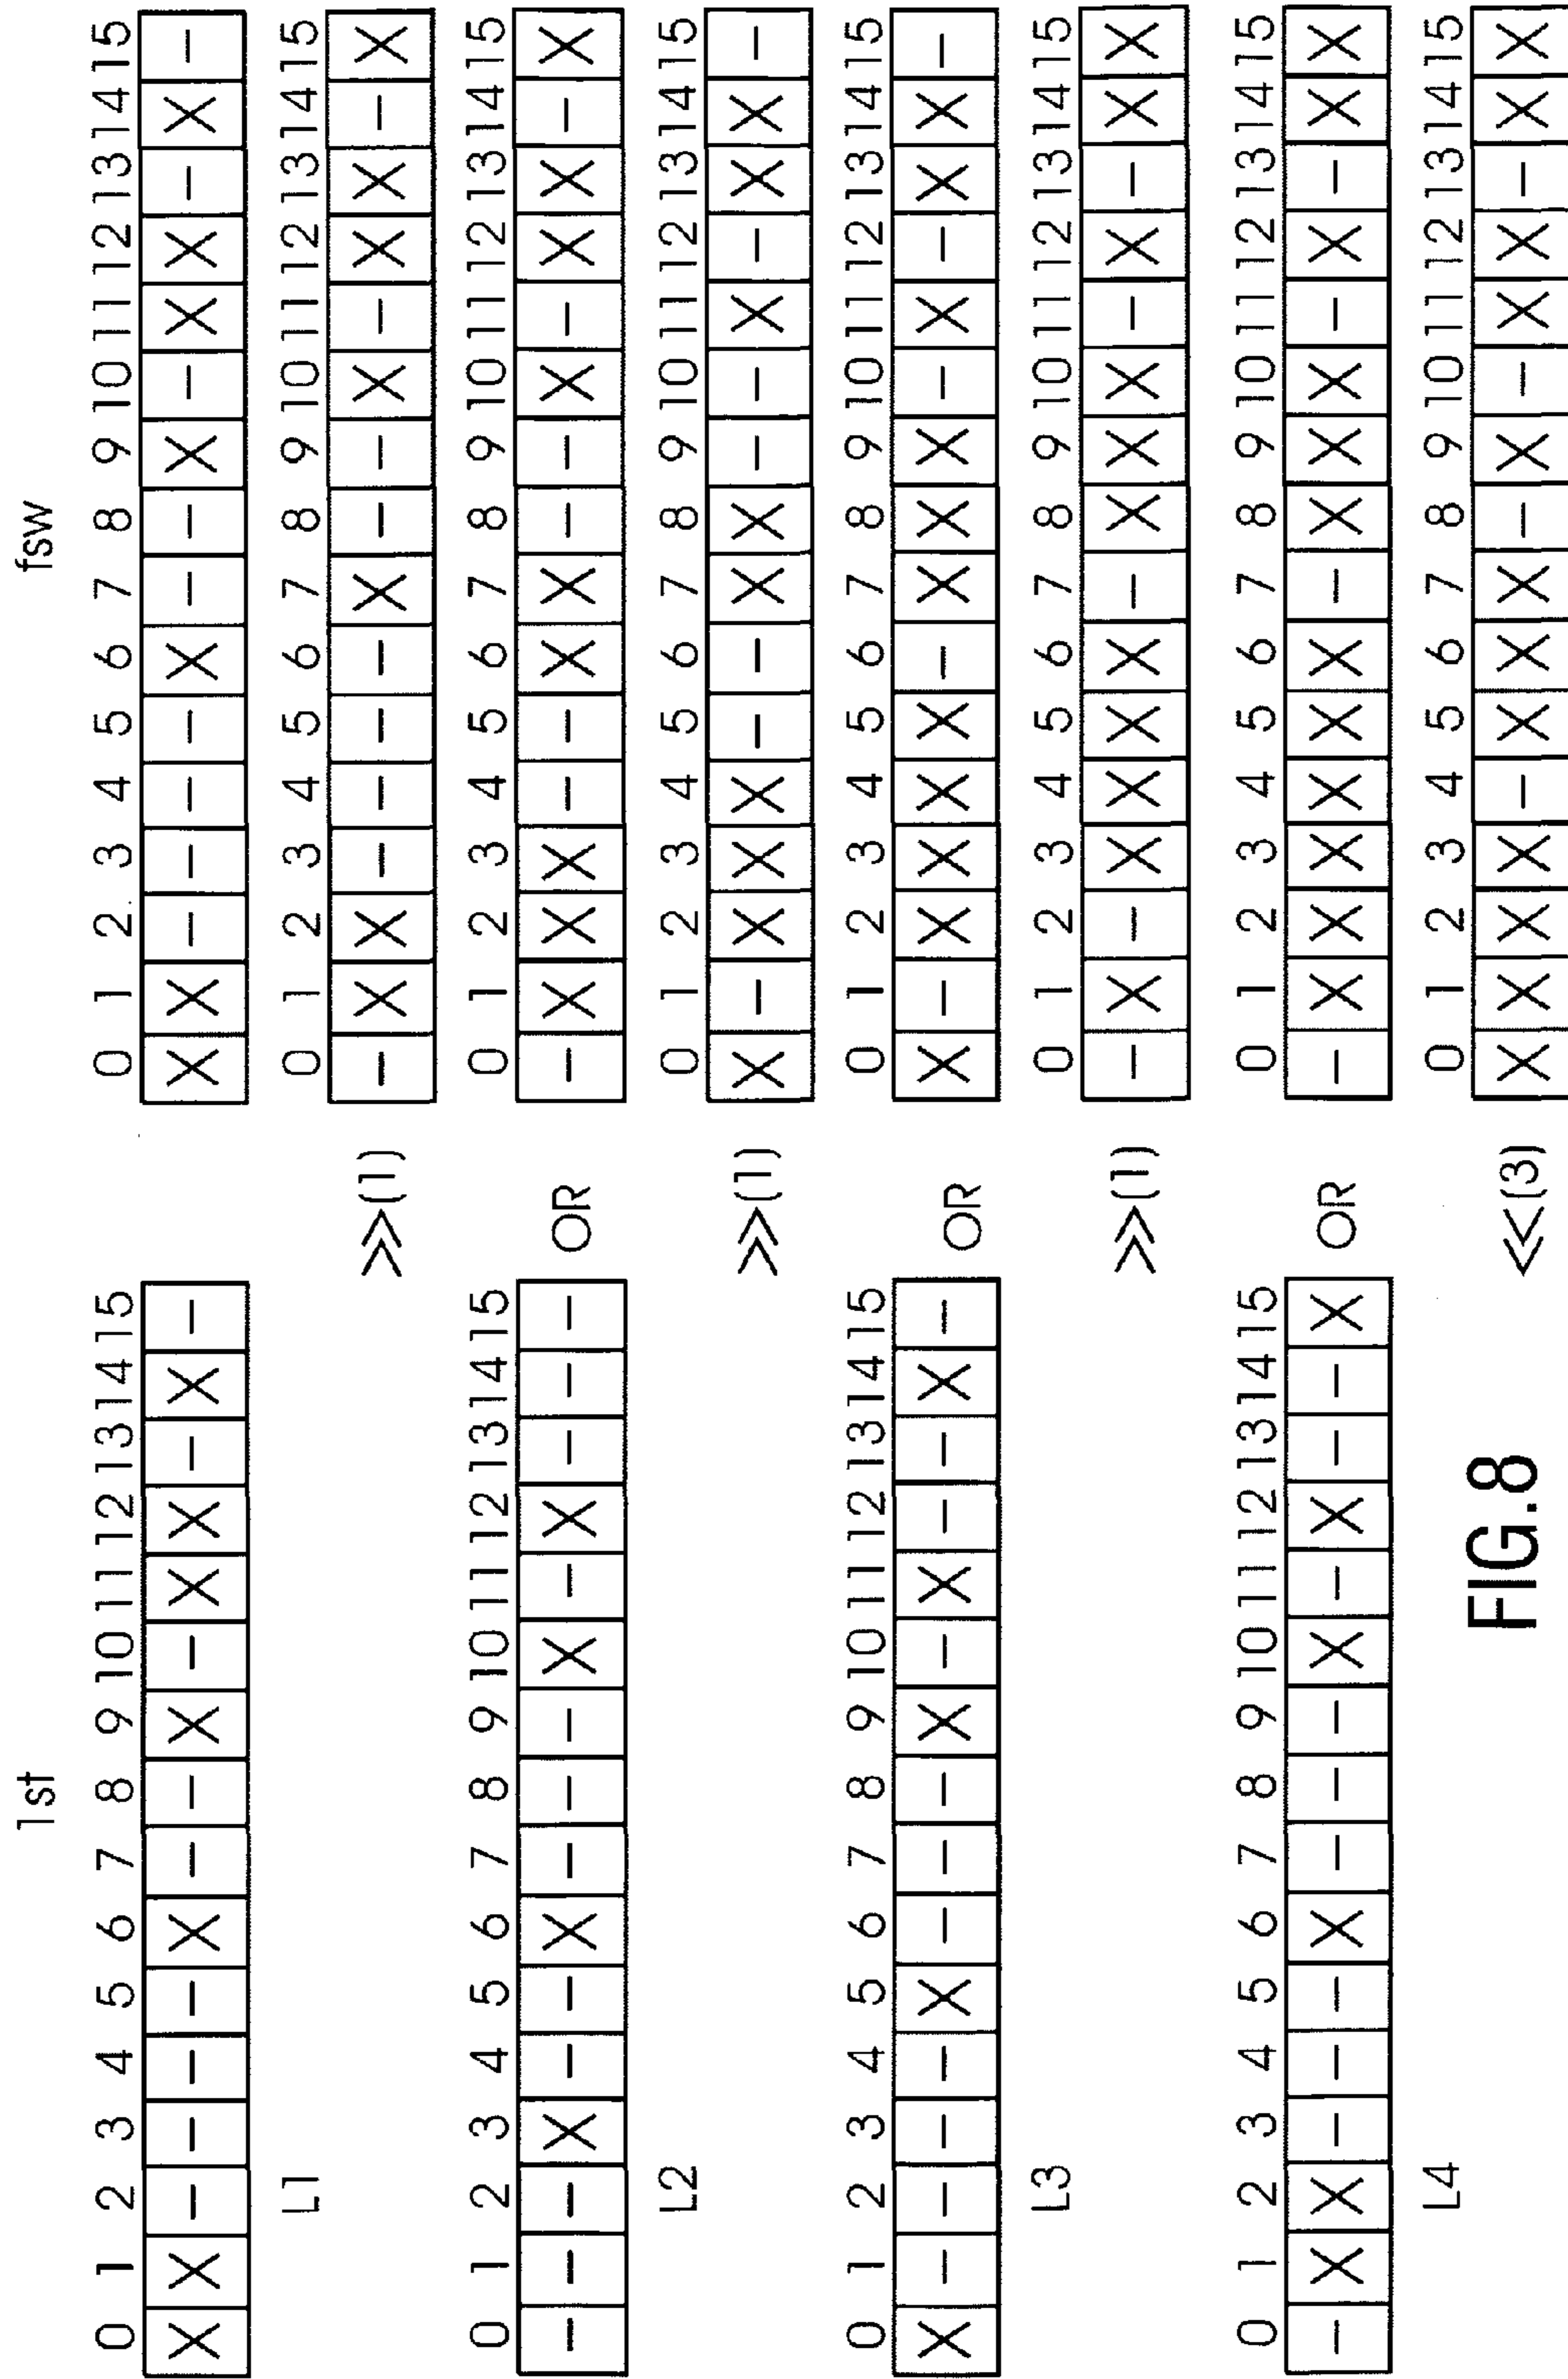 1st fsw
0 1 2 3 4 5 6 7 8 9 10 11 12 13 14 15 0 1 2 3 4 5 6 7 8 9 10 11 12 13 14 15
X X - - - - X - - X - X X - X - X X - - - - X - - X - X X - X -
L1 0 1 2 3 4 5 6 7 8 9 10 11 12 13 14 15
>>(1) - X X - - - - X - - X - X X - X
0 1 2 3 4 5 6 7 8 9 10 11 12 13 14 15 0 1 2 3 4 5 6 7 8 9 10 11 12 13 14 15
- - - X - - X - - - X - X - - - OR - X X X - - X X - - X - X X - X
L2 0 1 2 3 4 5 6 7 8 9 10 11 12 13 14 15
>>(1) X - X X X - - X X - - X - X X -
0 1 2 3 4 5 6 7 8 9 10 11 12 13 14 15 0 1 2 3 4 5 6 7 8 9 10 11 12 13 14 15
X - - - - X - - - X - X - - X - OR X - X X X X - X X X - X - X X -
L3 0 1 2 3 4 5 6 7 8 9 10 11 12 13 14 15
>>(1) - X - X X X X - X X X - X - X X
0 1 2 3 4 5 6 7 8 9 10 11 12 13 14 15 0 1 2 3 4 5 6 7 8 9 10 11 12 13 14 15
- X X - - - X - - - X - X - - X OR - X X X X X X - X X X - X - X X
L4 0 1 2 3 4 5 6 7 8 9 10 11 12 13 14 15
<<(3) X X X X - X X X - X - X X - X X
FIG.8